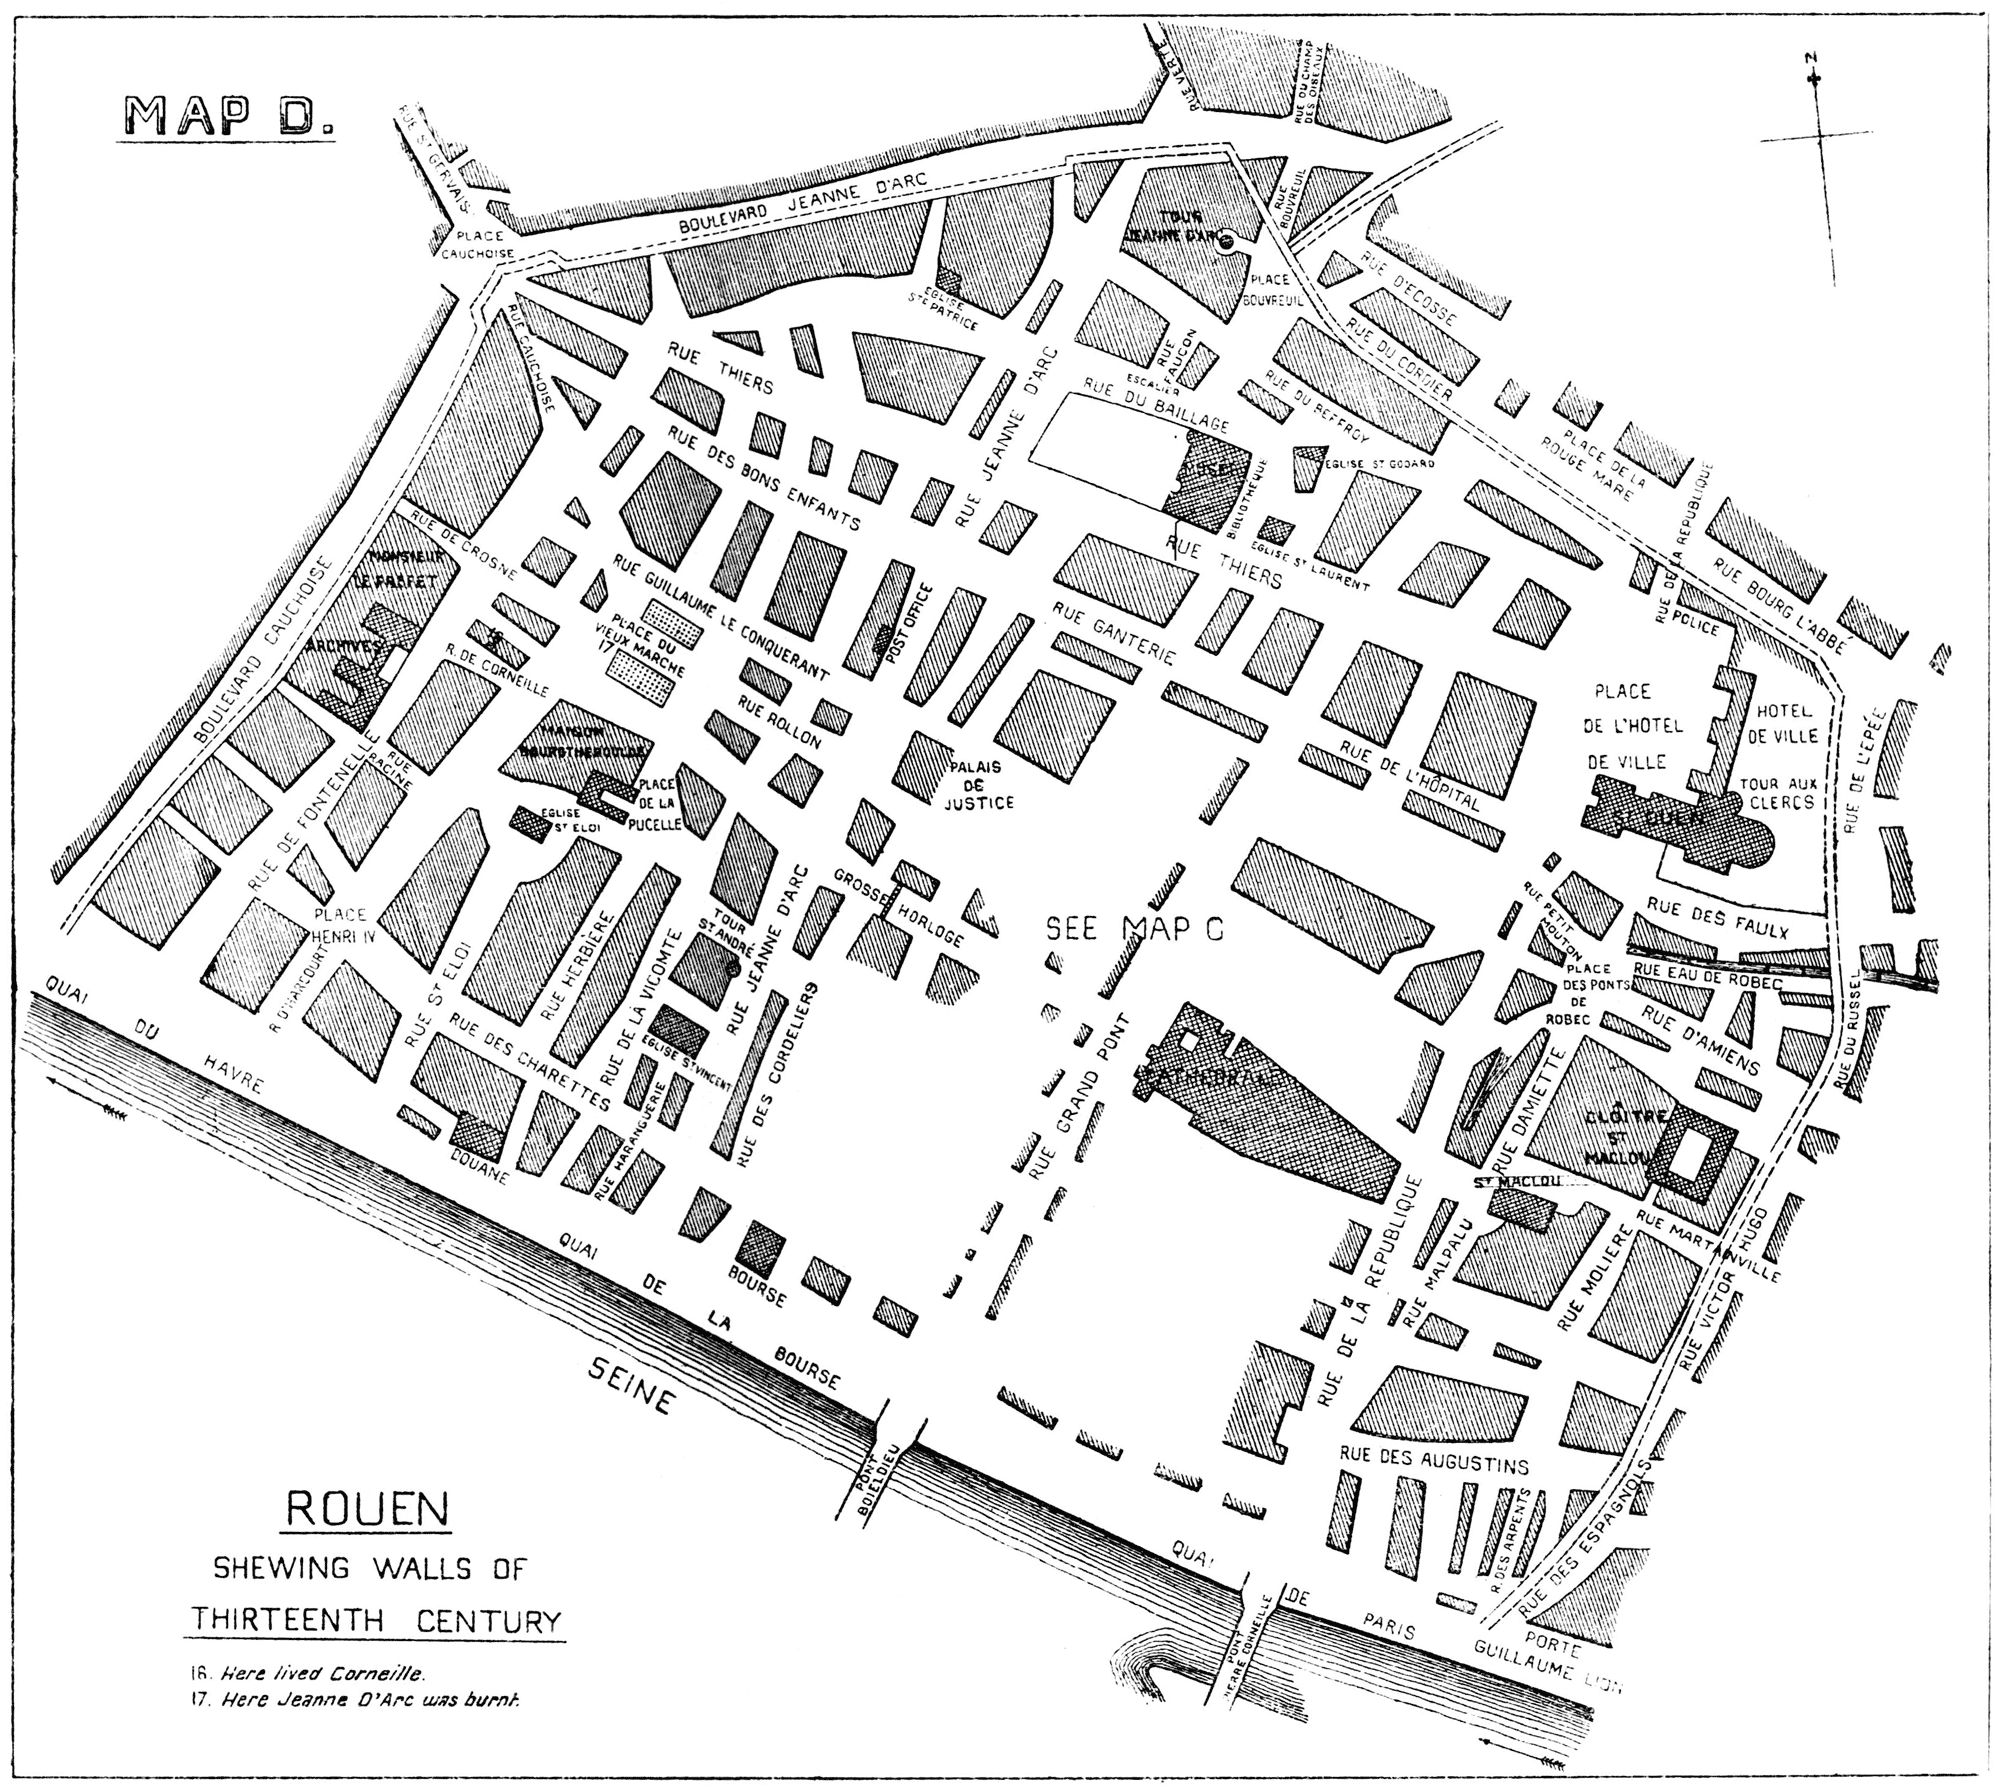 MAP D.
N
RUE VERTE
RUE DU CHAMP
DES OISEAUX
RUE ST GERVAIS
PLACE
CAUCHOISE
BOULEVARD JEANNE D'ARC
TOUR
JEANNE D'ARC
RUE
BOUVREUIL
PLACE
BOUVREUIL
RUE D'ECOSSE
RUE DU CORDIER
EGLISE
STE PATRICE
RUE CAUCHOISE
RUE THIERS
RUE JEANNE D'ARC
RUE
FAUCON
ESCALIER
RUE DU BAILLAGE
RUE DU BEFFROY
RUE DES BONS ENFANTS
BIBLIOTHEQUE
EGLISE ST GODARD
PLACE DE LA
ROUGE MARE
RUE DE LA REPUBLIQUE
EGLISE ST LAURENT
RUE THIERS
RUE BOURG L'ABBÉ
POLICE
RUE DE CROSNE
MONSIEUR
LE PREFET
BOULEVARD CAUCHOISE
ARCHIVES
16
RUE GUILLAUME LE CONQUERANT
PLACE DU
VIEUX MARCHE
17
POST OFFICE
RUE GANTERIE
R. DE CORNEILLE
RUE ROLLON
PALAIS
DE
JUSTICE
RUE DE L'HÔPITAL
PLACE
DE L'HOTEL
DE VILLE
HOTEL
DE VILLE
TOUR AUX
CLERCS
ST OUEN
RUE DE L'EPÉE
MAISON
BOURGTHEROULDE
PLACE
DE LA
PUCELLE
EGLISE
ST ELOI
RUE
RACINE
RUE DE FONTENELLE
PLACE
HENRI IV
R. D'HARCOURT
RUE ST ELOI
RUE HERBIÈRE
RUE DE LA VICOMTE
TOUR
ST ANDRÉ
RUE JEANNE D'ARC
GROSSE HORLOGE
SEE MAP C
RUE PETIT
MOUTON
RUE DES FAULX
PLACE
DES PONTS
DE
ROBEC
RUE EAU DE ROBEC
RUE D'AMIENS
RUE DU RUSSEL
QUAI DU HAVRE
RUE DES CHARETTES
EGLISE ST VINCENT
RUE DES CORDELIERS
RUE HARANGUERIE
DOUANE
BOURSE
RUE GRAND PONT
CATHEDRALE
RUE DAMIETTE
CLOÎTRE
ST
MACLOU
ST MACLOU
RUE MARTAINVILLE
RUE MOLIERE
RUE MALPALU
RUE DE LA REPUBLIQUE
RUE VICTOR HUGO
QUAI DE LA BOURSE
SEINE
PONT
BOIELDIEU
RUE DES AUGUSTINS
R. DES ARPENTS
RUE DES ESPAGNOLS
QUAI DE PARIS
PONT
PIERRE CORNEILLE
PORTE
GUILLAUME LION
ROUEN
SHEWING WALLS OF
THIRTEENTH CENTURY
16. Here lived Corneille.
17. Here Jeanne D'Arc was burnt.